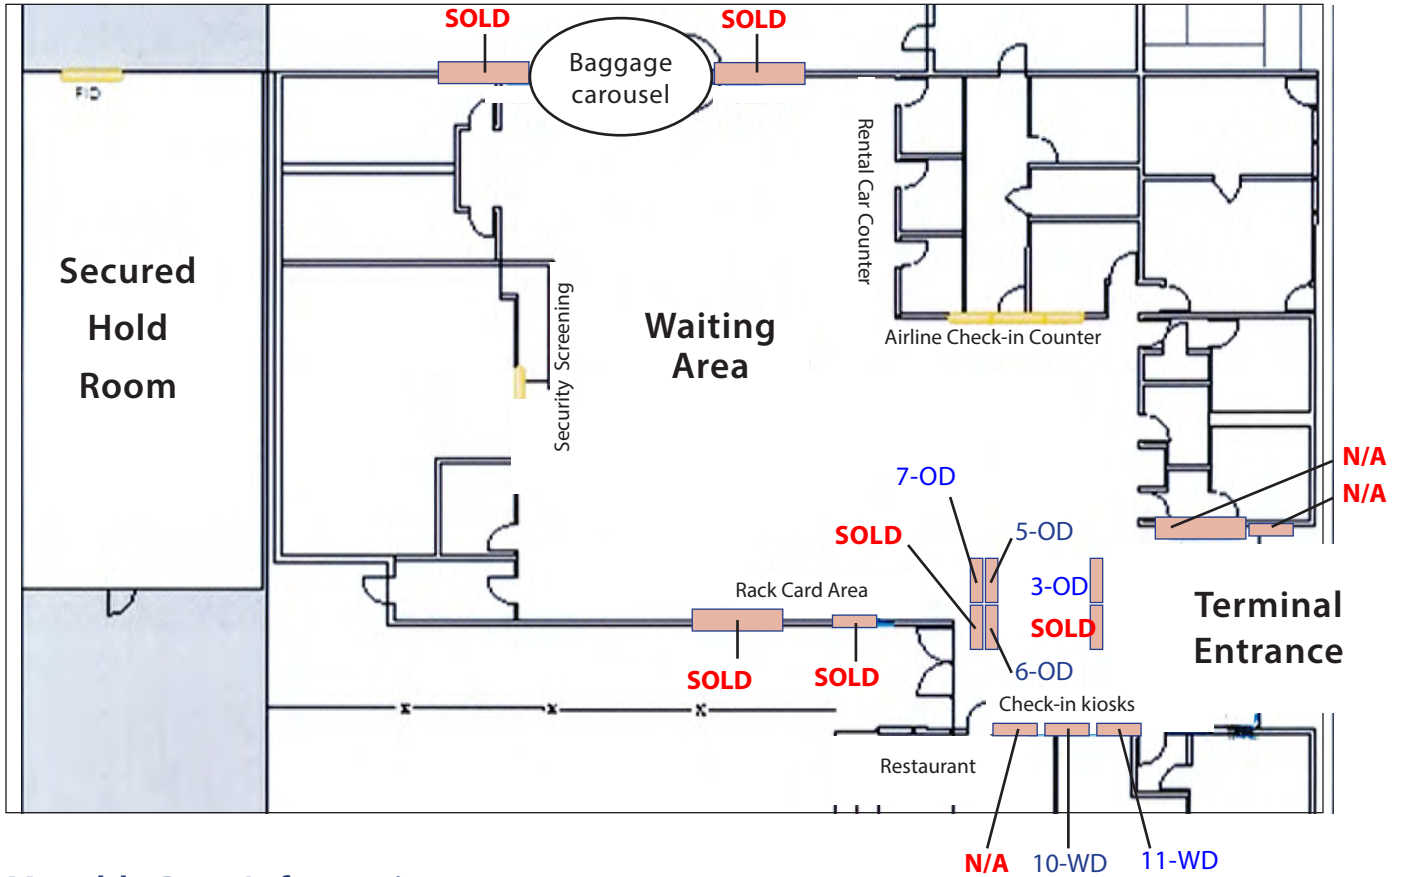 SOLD
SOLD
Baggage
carousel
FID
Rental Car Counter
Secured
Hold
Room
Security Screening
Waiting
Area
Airline Check-in Counter
N/A
N/A
7-OD
SOLD
5-OD
Rack Card Area
3-OD
SOLD
Terminal
Entrance
6-OD
SOLD
SOLD
Check-in kiosks
Restaurant
N/A
10-WD
11-WD